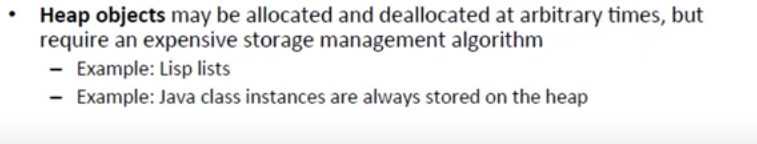 • Heap objects may be allocated and deallocated at arbitrary times, but
require an expensive storage management algorithm
– Example: Lisp lists
– Example: Java class instances are always stored on the heap